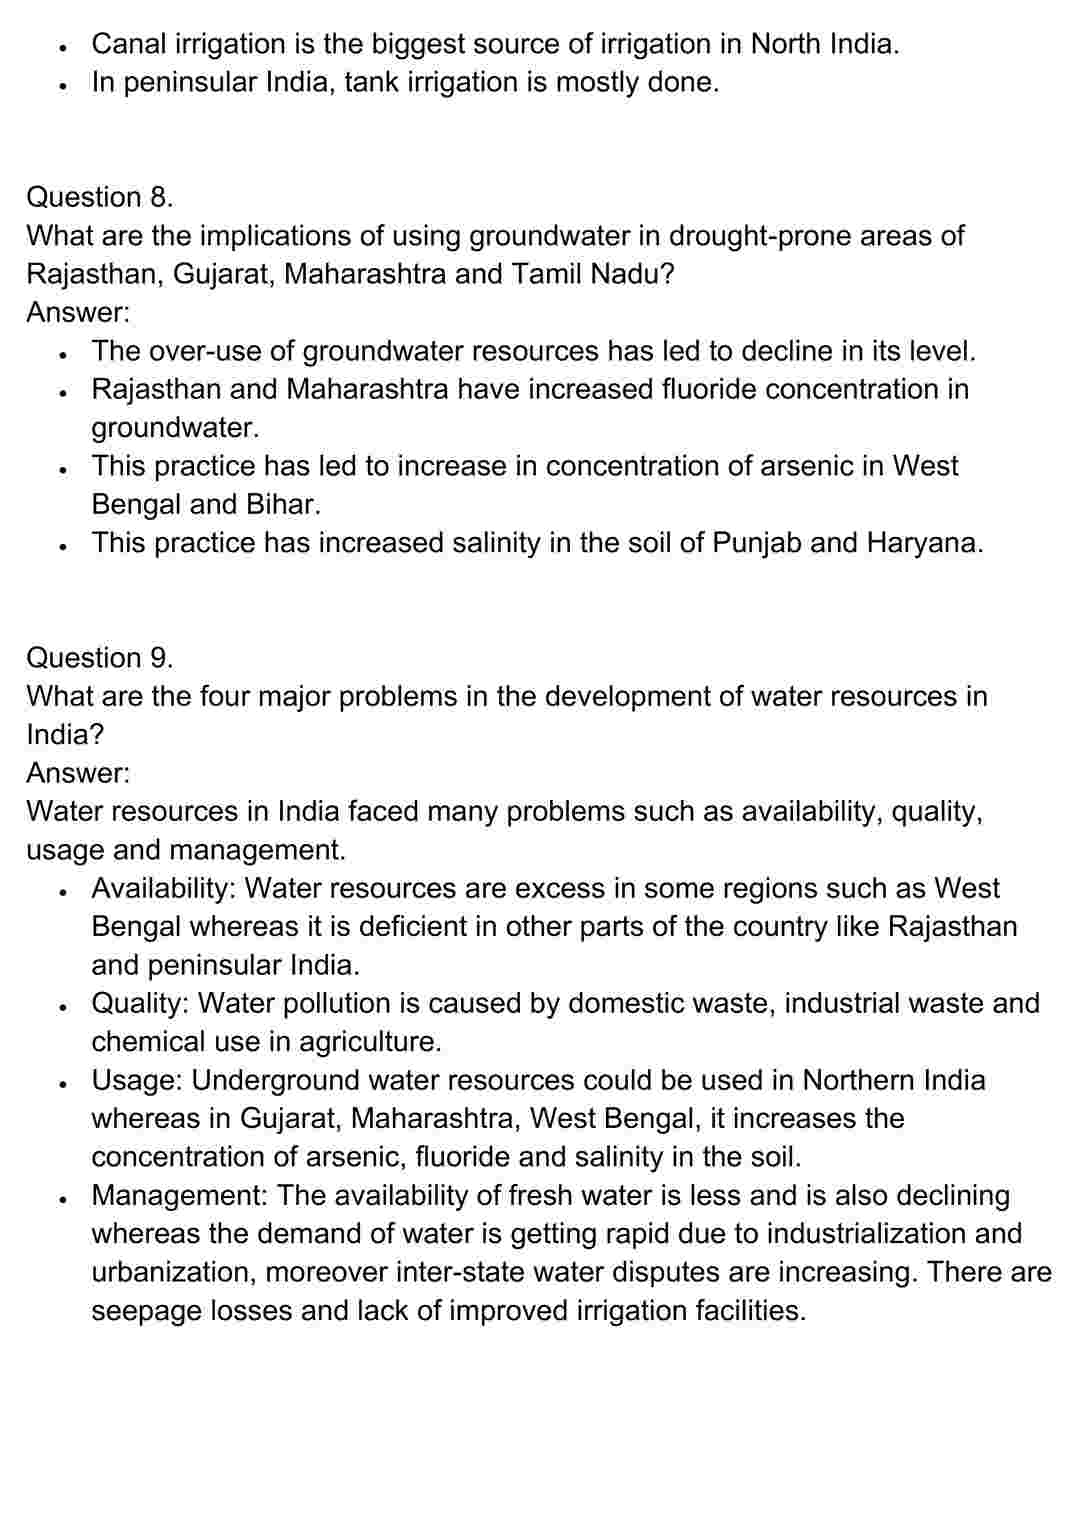 • Canal irrigation is the biggest source of irrigation in North India.
• In peninsular India, tank irrigation is mostly done.
Question 8.
What are the implications of using groundwater in drought-prone areas of
Rajasthan, Gujarat, Maharashtra and Tamil Nadu?
Answer:
• The over-use of groundwater resources has led to decline in its level.
• Rajasthan and Maharashtra have increased fluoride concentration in
groundwater.
• This practice has led to increase in concentration of arsenic in West
Bengal and Bihar.
• This practice has increased salinity in the soil of Punjab and Haryana.
Question 9.
What are the four major problems in the development of water resources in
India?
Answer:
Water resources in India faced many problems such as availability, quality,
usage and management.
• Availability: Water resources are excess in some regions such as West
Bengal whereas it is deficient in other parts of the country like Rajasthan
and peninsular India.
• Quality: Water pollution is caused by domestic waste, industrial waste and
chemical use in agriculture.
• Usage: Underground water resources could be used in Northern India
whereas in Gujarat, Maharashtra, West Bengal, it increases the
concentration of arsenic, fluoride and salinity in the soil.
• Management: The availability of fresh water is less and is also declining
whereas the demand of water is getting rapid due to industrialization and
urbanization, moreover inter-state water disputes are increasing. There are
seepage losses and lack of improved irrigation facilities.